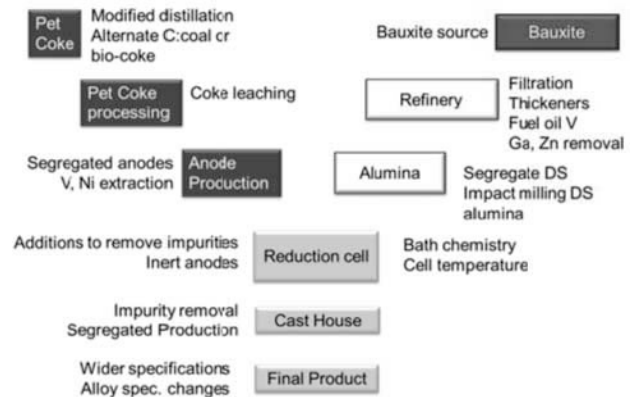 Pet
Coke
Modified distillation
Alternate C:coal cr
bio-coke
Bauxite source
Bauxite
Pet Coke
processing
Coke leaching
Refinery
Filtration
Thickeners
Fuel oil V
Ga, Zn removal
Segregated anodes
V, Ni extraction
Anode
Production
Alumina
Segregate DS
Impact milling DS
alumina
Additions to remove impurities
Inert anodes
Reduction cell
Bath chemistry
Cell temperature
Impurity removal
Segregated Production
Cast House
Wider specifications
Alloy spec. changes
Final Product